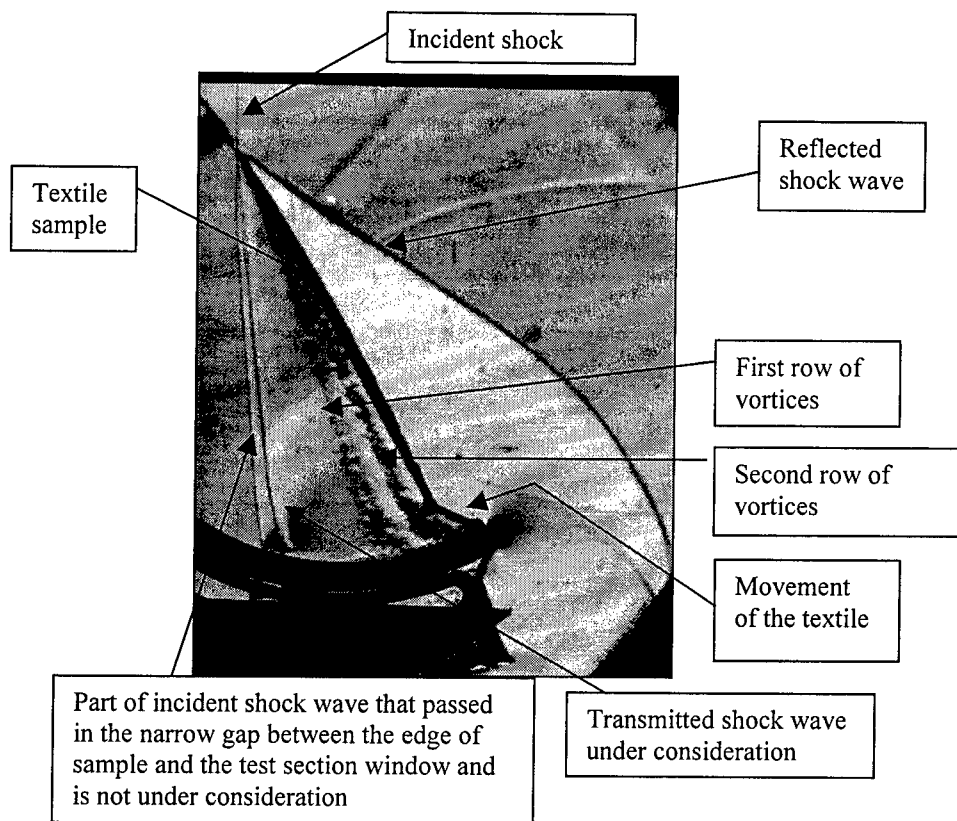 Incident shock
Reflected
shock wave
Textile
sample
First row of
vortices
Second row of
vortices
Movement
of the textile
Part of incident shock wave that passed
in the narrow gap between the edge of
sample and the test section window and
is not under consideration
Transmitted shock wave
under consideration